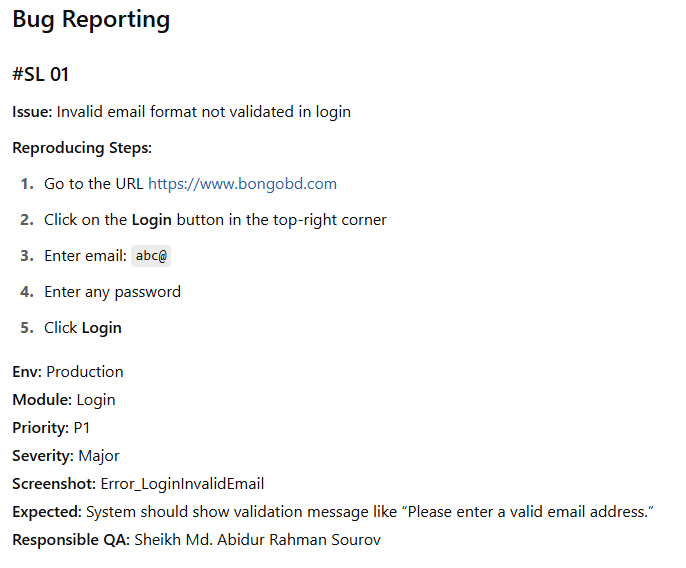 Bug Reporting
#SL 01
Issue: Invalid email format not validated in login
Reproducing Steps:
1. Go to the URL https://www.bongobd.com
2. Click on the Login button in the top-right corner
3. Enter email: abc@
4. Enter any password
5. Click Login
Env: Production
Module: Login
Priority: P1
Severity: Major
Screenshot: Error_LoginInvalidEmail
Expected: System should show validation message like “Please enter a valid email address.”
Responsible QA: Sheikh Md. Abidur Rahman Sourov